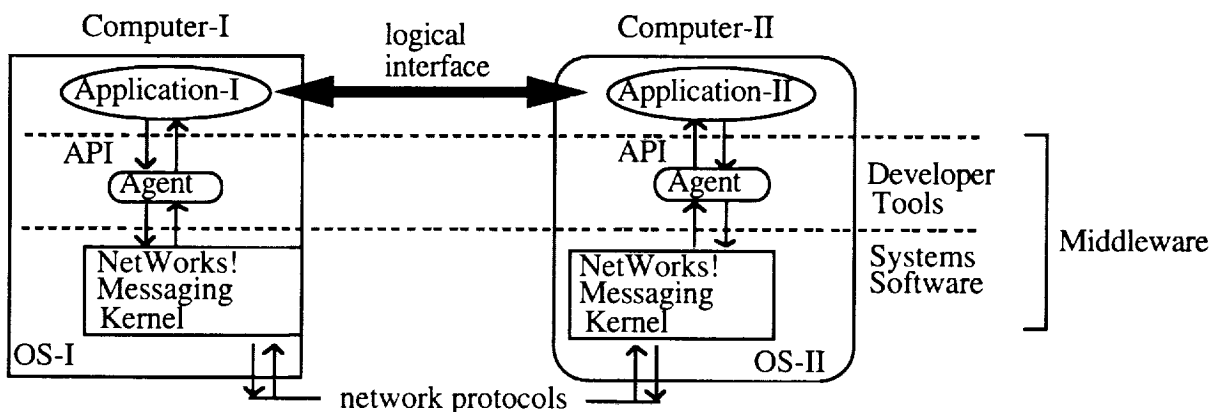 Computer-I
Computer-II
logical
interface
Application-I
Application-II
API
API
Agent
Agent
Developer
Tools
Middleware
NetWorks!
Messaging
Kernel
NetWorks!
Messaging
Kernel
Systems
Software
OS-I
OS-II
network protocols